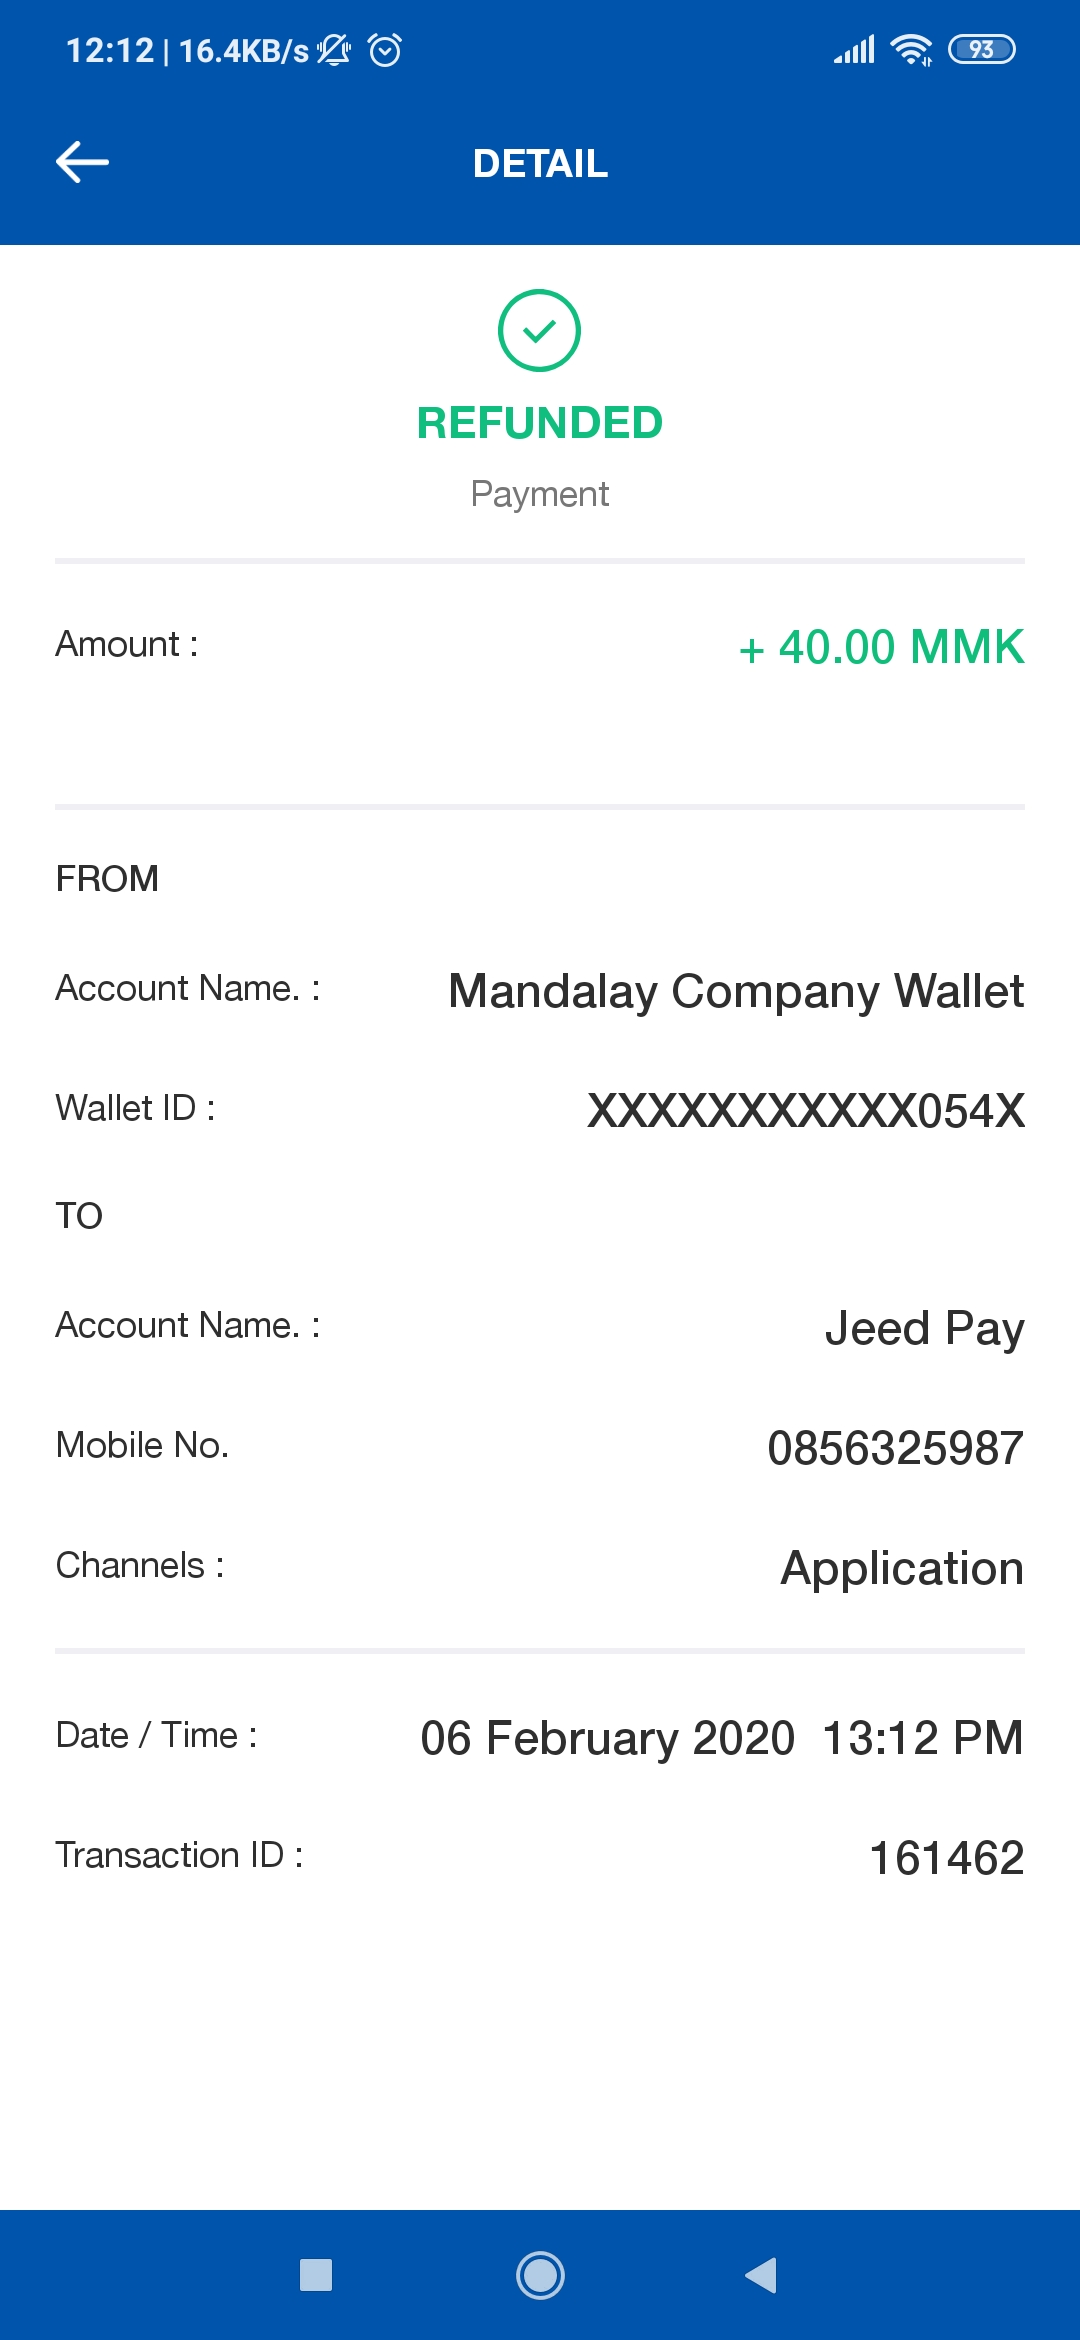 12:12 | 16.4KB/s 93
DETAIL
REFUNDED
Payment
Amount : + 40.00 MMK
FROM
Account Name. : Mandalay Company Wallet
Wallet ID : XXXXXXXXXXX054X
TO
Account Name. : Jeed Pay
Mobile No. 0856325987
Channels : Application
Date / Time : 06 February 2020 13:12 PM
Transaction ID : 161462